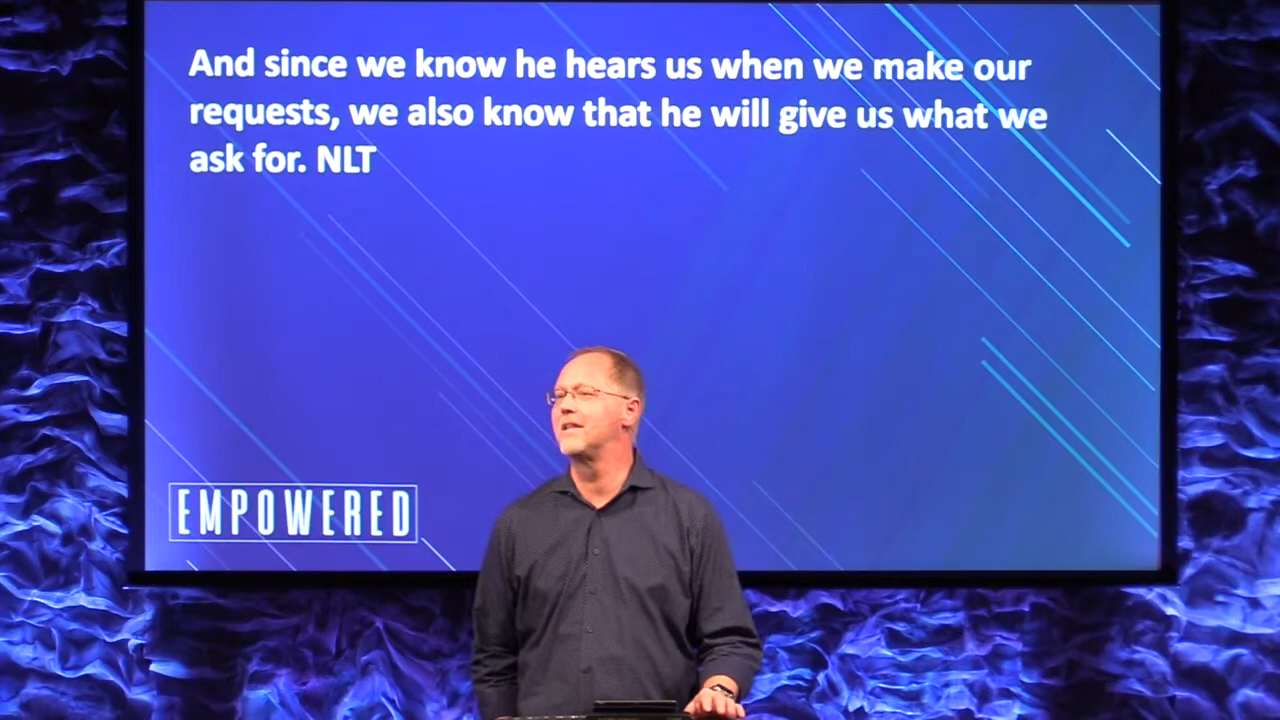 And since we know he hears us when we make our
requests, we also know that he will give us what we
ask for. NLT
EMPOWERED